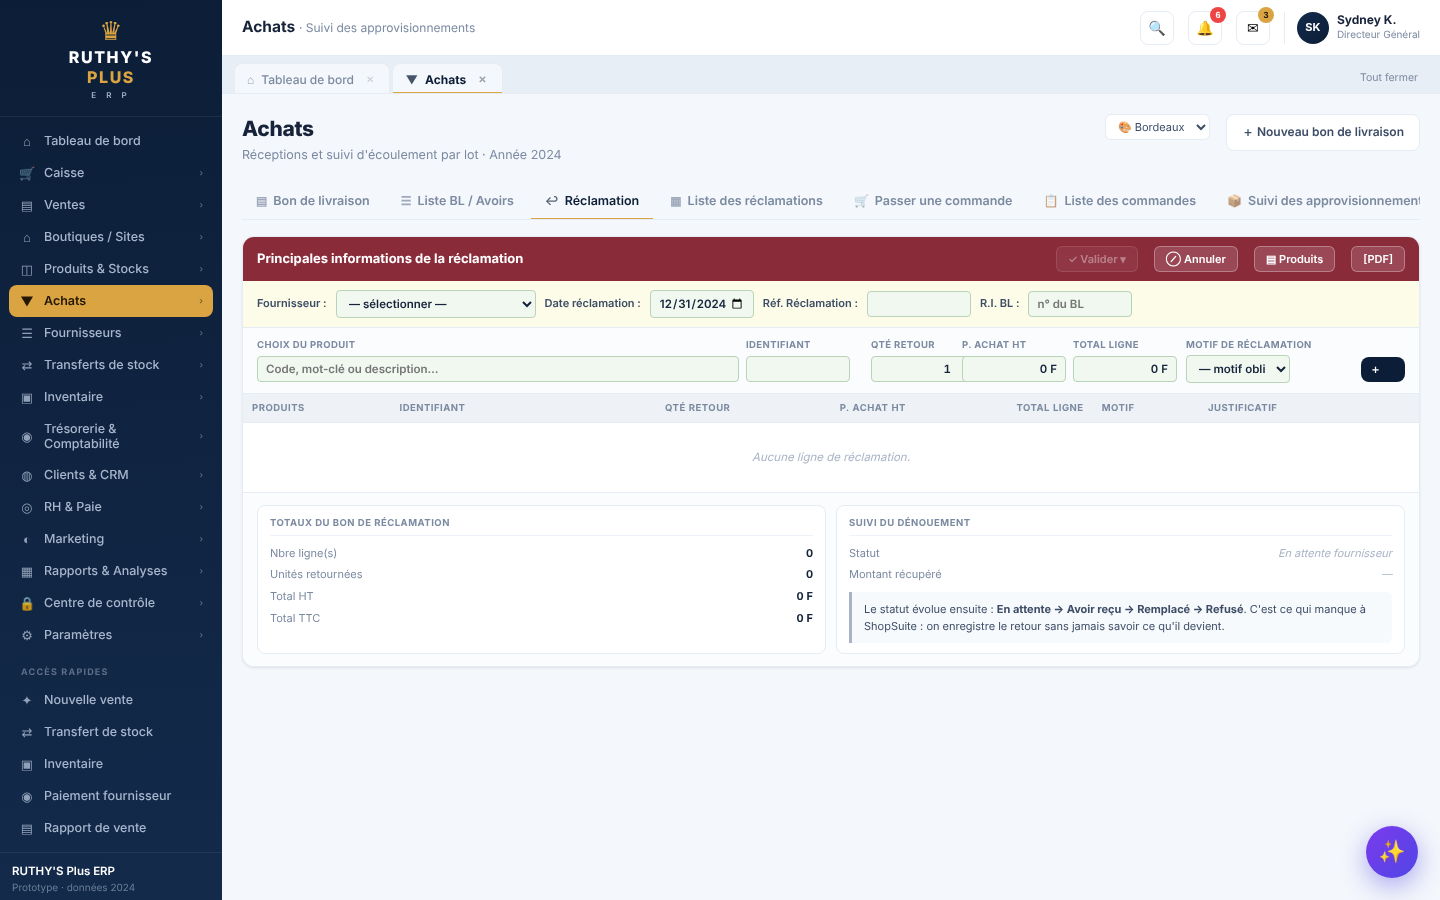 RUTHY'S
PLUS
ERP
Tableau de bord
Caisse
Ventes
Boutiques / Sites
Produits & Stocks
Achats
Fournisseurs
Transferts de stock
Inventaire
Trésorerie &
Comptabilité
Clients & CRM
RH & Paie
Marketing
Rapports & Analyses
Centre de contrôle
Paramètres
ACCÈS RAPIDES
Nouvelle vente
Transfert de stock
Inventaire
Paiement fournisseur
Rapport de vente
RUTHY'S Plus ERP
Prototype · données 2024
Achats · Suivi des approvisionnements
6
3
SK
Sydney K.
Directeur Général
Tableau de bord ×
Achats ×
Tout fermer
Achats
Réceptions et suivi d'écoulement par lot · Année 2024
Bordeaux
+ Nouveau bon de livraison
Bon de livraison
Liste BL / Avoirs
Réclamation
Liste des réclamations
Passer une commande
Liste des commandes
Suivi des approvisionnement
Principales informations de la réclamation
✓ Valider ▾
Annuler
Produits
[PDF]
Fournisseur : — sélectionner — Date réclamation : 12/31/2024 Réf. Réclamation : R.I. BL : n° du BL
CHOIX DU PRODUIT IDENTIFIANT QTÉ RETOUR P. ACHAT HT TOTAL LIGNE MOTIF DE RÉCLAMATION
Code, mot-clé ou description... 1 0 F 0 F — motif obli +
PRODUITS IDENTIFIANT QTÉ RETOUR P. ACHAT HT TOTAL LIGNE MOTIF JUSTIFICATIF
Aucune ligne de réclamation.
TOTAUX DU BON DE RÉCLAMATION
Nbre ligne(s) 0
Unités retournées 0
Total HT 0 F
Total TTC 0 F
SUIVI DU DÉNOUEMENT
Statut En attente fournisseur
Montant récupéré —
Le statut évolue ensuite : En attente → Avoir reçu → Remplacé → Refusé. C'est ce qui manque à
ShopSuite : on enregistre le retour sans jamais savoir ce qu'il devient.